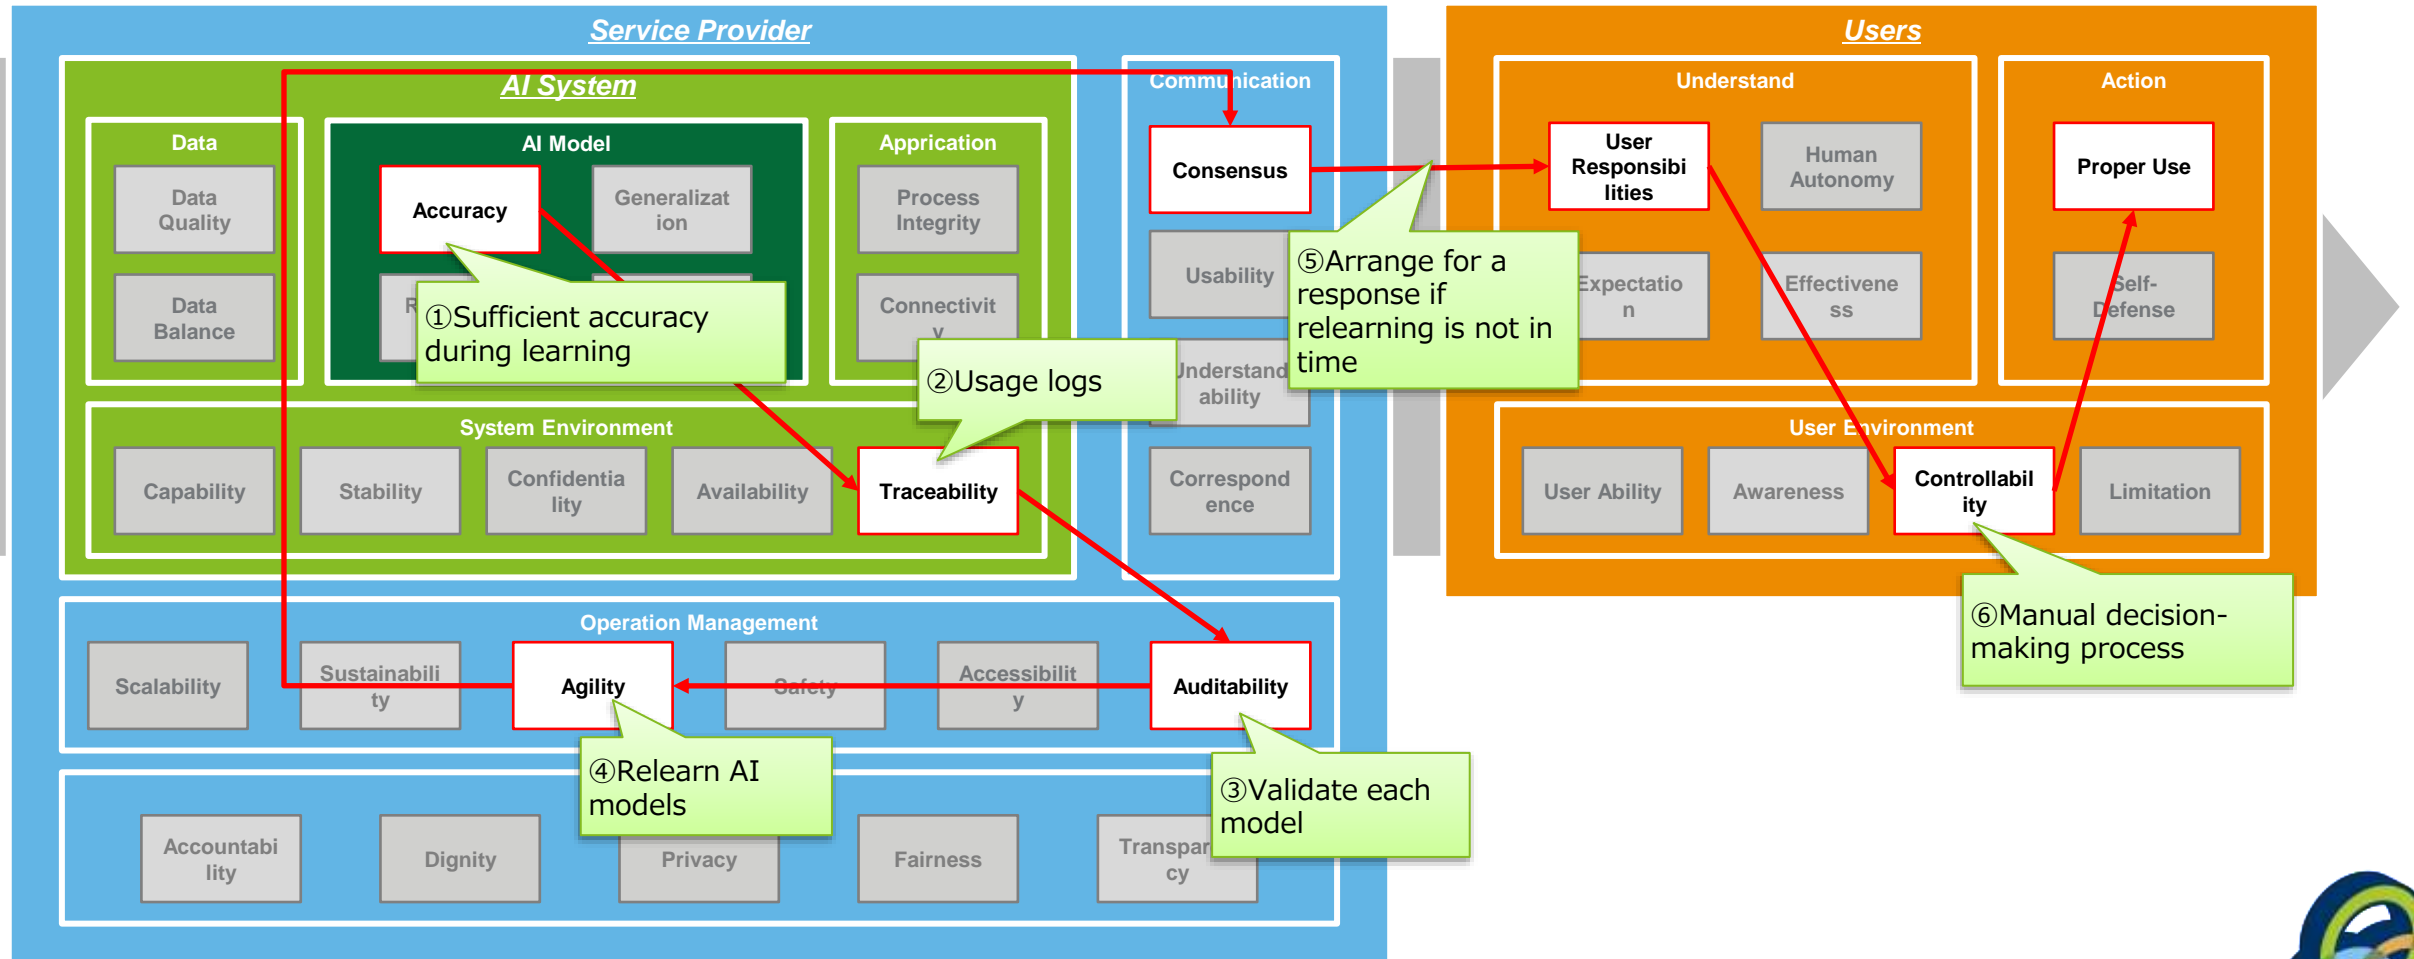 Service Provider
AI System
Data
Data
Quality
Data
Balance
AI Model
Accuracy
Generalizat
ion
R
①Sufficient accuracy
during learning
Apprication
Process
Integrity
Connectivit
y
②Usage logs
System Environment
Capability
Stability
Confidentia
lity
Availability
Traceability
Communication
Consensus
Usability
Understand
ability
Correspond
ence
⑤Arrange for a
response if
relearning is not in
time
Operation Management
Scalability
Sustainabili
ty
Agility
Safety
Accessibilit
y
Auditability
④Relearn AI
models
③Validate each
model
Accountabi
lity
Dignity
Privacy
Fairness
Transpar
cy
Users
Understand
User
Responsibi
lities
Human
Autonomy
Expectatio
n
Effectivene
ss
Action
Proper Use
Self-
Defense
User Environment
User Ability
Awareness
Controllabil
ity
Limitation
⑥Manual decision-
making process